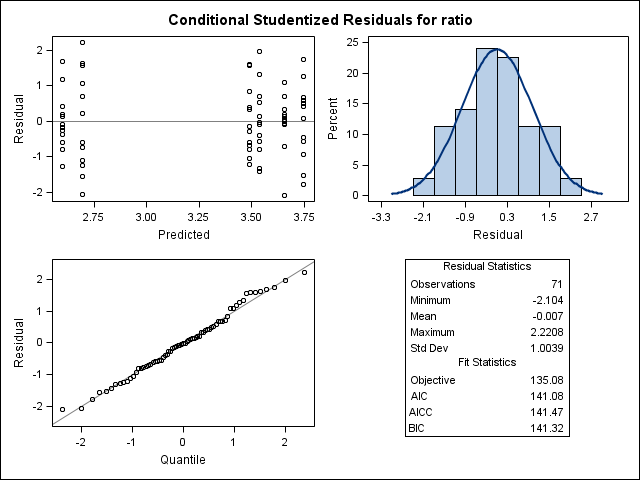 Conditional Studentized Residuals for ratio
2
1
0
-1
-2
Residual
2.75 3.00 3.25 3.50 3.75
Predicted
25
20
15
10
5
0
Percent
-3.3 -2.1 -0.9 0.3 1.5 2.7
Residual
2
1
0
-1
-2
Residual
-2 -1 0 1 2
Quantile
Residual Statistics
Observations 71
Minimum -2.104
Mean -0.007
Maximum 2.2208
Std Dev 1.0039
Fit Statistics
Objective 135.08
AIC 141.08
AICC 141.47
BIC 141.32